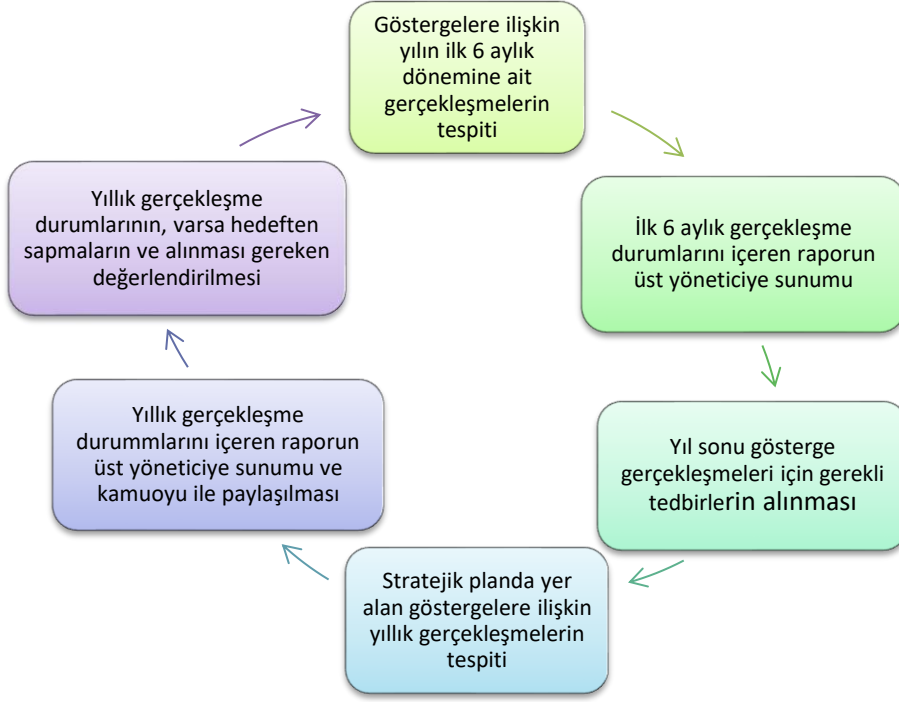 Göstergelere ilişkin
yılın ilk 6 aylık
dönemine ait
gerçekleşmelerin
tespiti
İlk 6 aylık gerçekleşme
durumlarını içeren raporun
üst yöneticiye sunumu
Yıl sonu gösterge
gerçekleşmeleri için gerekli
tedbirlerin alınması
Stratejik planda yer
alan göstergelere ilişkin
yıllık gerçekleşmelerin
tespiti
Yıllık gerçekleşme
durummlarını içeren raporun
üst yöneticiye sunumu ve
kamuoyu ile paylaşılması
Yıllık gerçekleşme
durumlarının, varsa hedeften
sapmaların ve alınması gereken
değerlendirilmesi